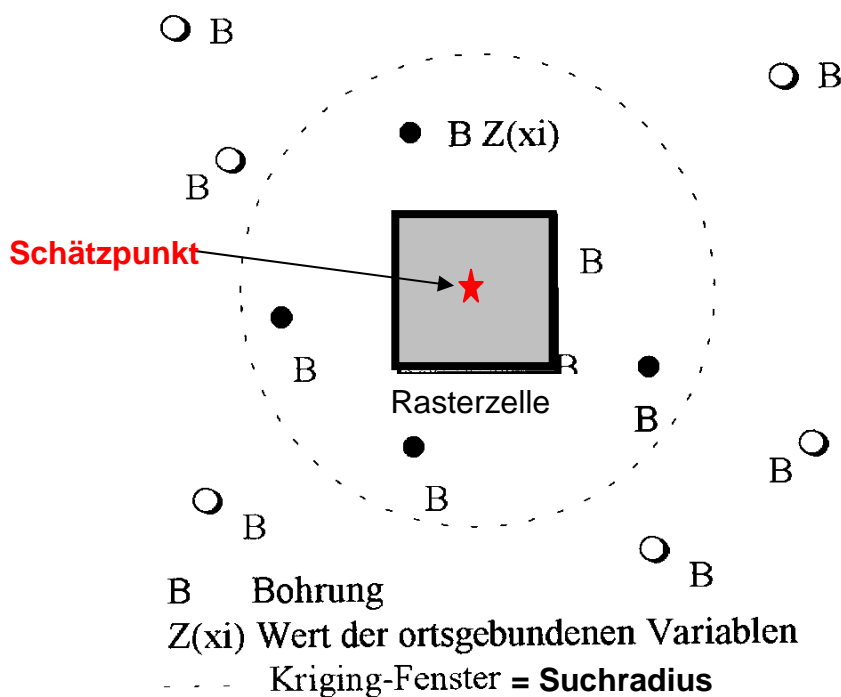 B
B
B Z(xi)
B
Schätzpunkt
B
B
B
Rasterzelle
B
B
B
B
B
B Bohrung
Z(xi) Wert der ortsgebundenen Variablen
- - - Kriging-Fenster = Suchradius